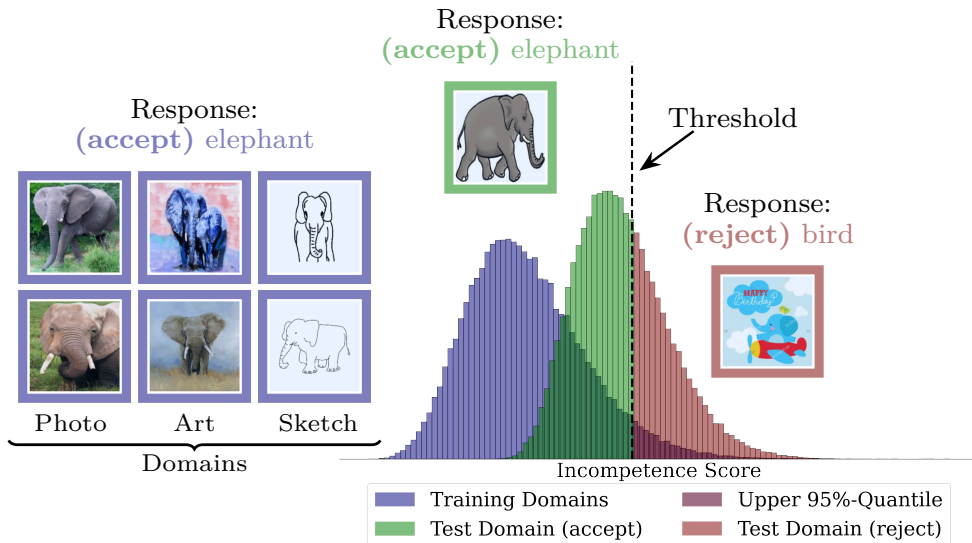 Response:
(accept) elephant
Response:
(accept) elephant
Threshold
Response:
(reject) bird
HAPPY
Birthday
Photo
Art
Sketch
Domains
Incompetence Score
Training Domains
Upper 95%-Quantile
Test Domain (accept)
Test Domain (reject)